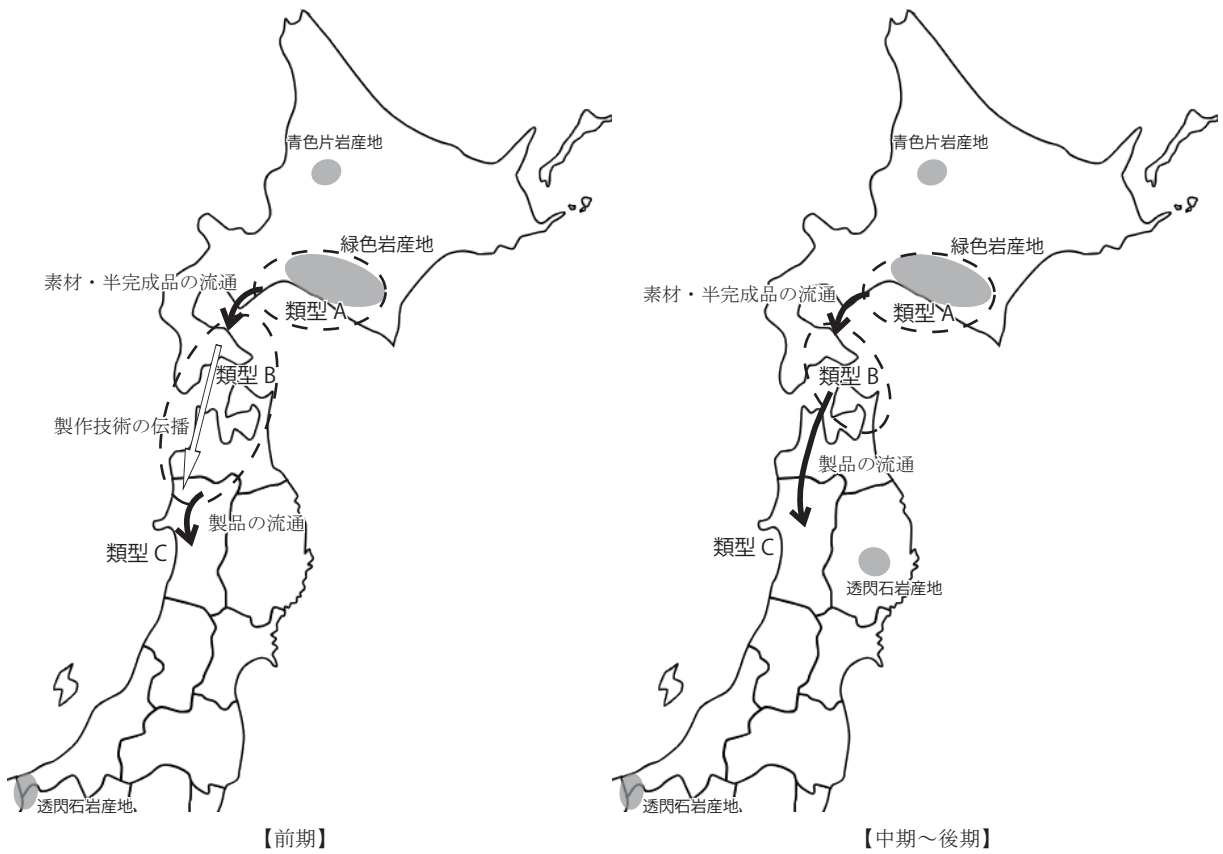 青色片岩産地
緑色岩産地
素材・半完成品の流通
類型 A
類型 B
製作技術の伝播
製品の流通
類型 C
透閃石岩産地
【前期】
青色片岩産地
緑色岩産地
素材・半完成品の流通
類型 A
類型 B
製品の流通
類型 C
透閃石岩産地
透閃石岩産地
【中期～後期】